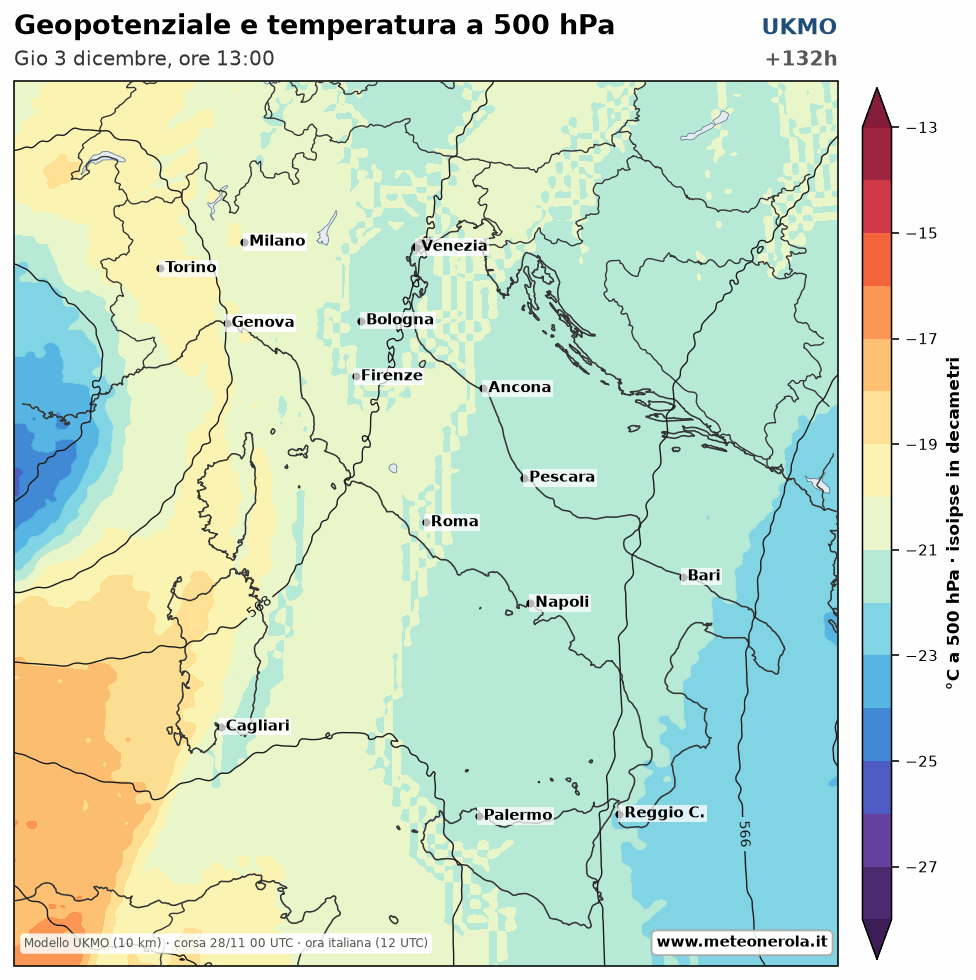 Geopotenziale e temperatura a 500 hPa
UKMO
Gio 3 dicembre, ore 13:00
+132h
Milano
Venezia
Torino
Genova
Bologna
Firenze
Ancona
Pescara
Roma
Bari
Napoli
568
Cagliari
Palermo
Reggio C.
566
−13
−15
−17
−19
−21
−23
−25
−27
°C a 500 hPa · isoipse in decametri
Modello UKMO (10 km) · corsa 28/11 00 UTC · ora italiana (12 UTC)
www.meteonerola.it